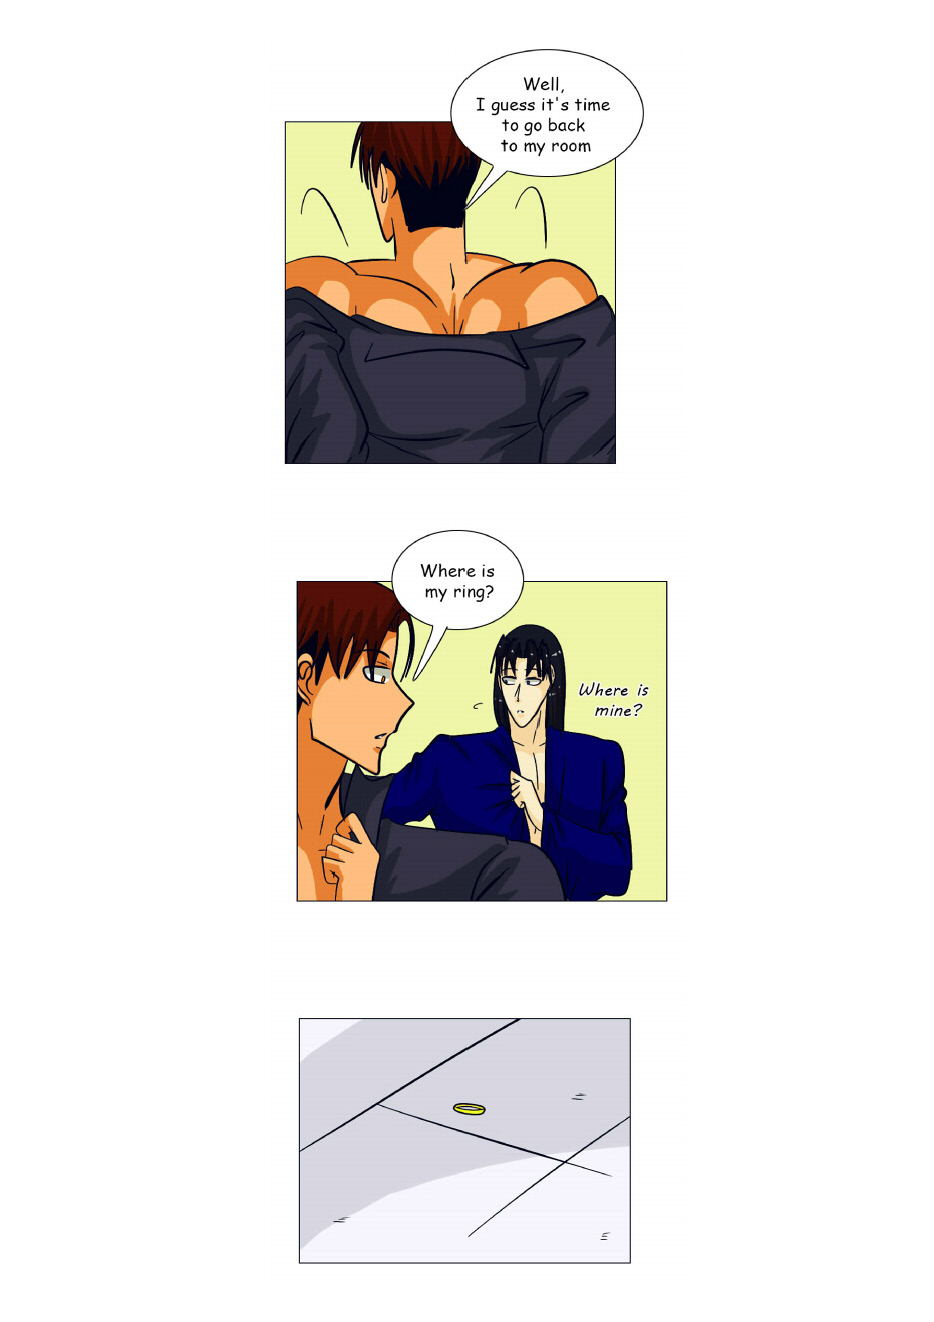 Well,
I guess it's time
to go back
to my room
Where is
my ring?
Where is
mine?